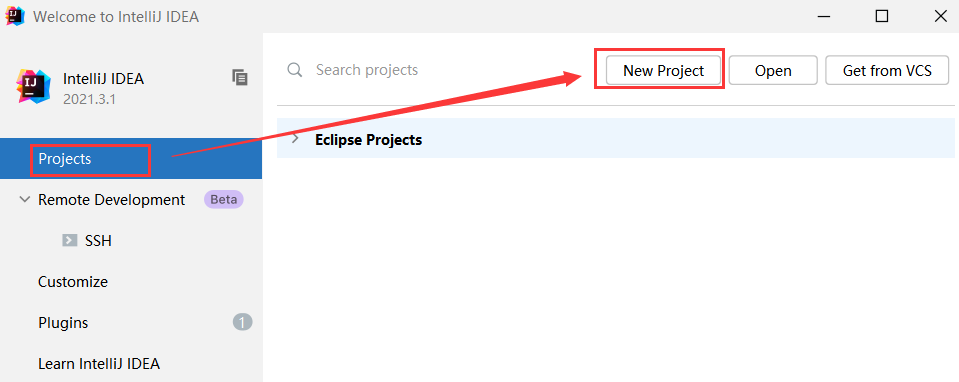 Welcome to IntelliJ IDEA
IJ
IntelliJ IDEA
2021.3.1
Projects
Remote Development Beta
SSH
Customize
Plugins 1
Learn IntelliJ IDEA
Search projects
New Project
Open
Get from VCS
Eclipse Projects